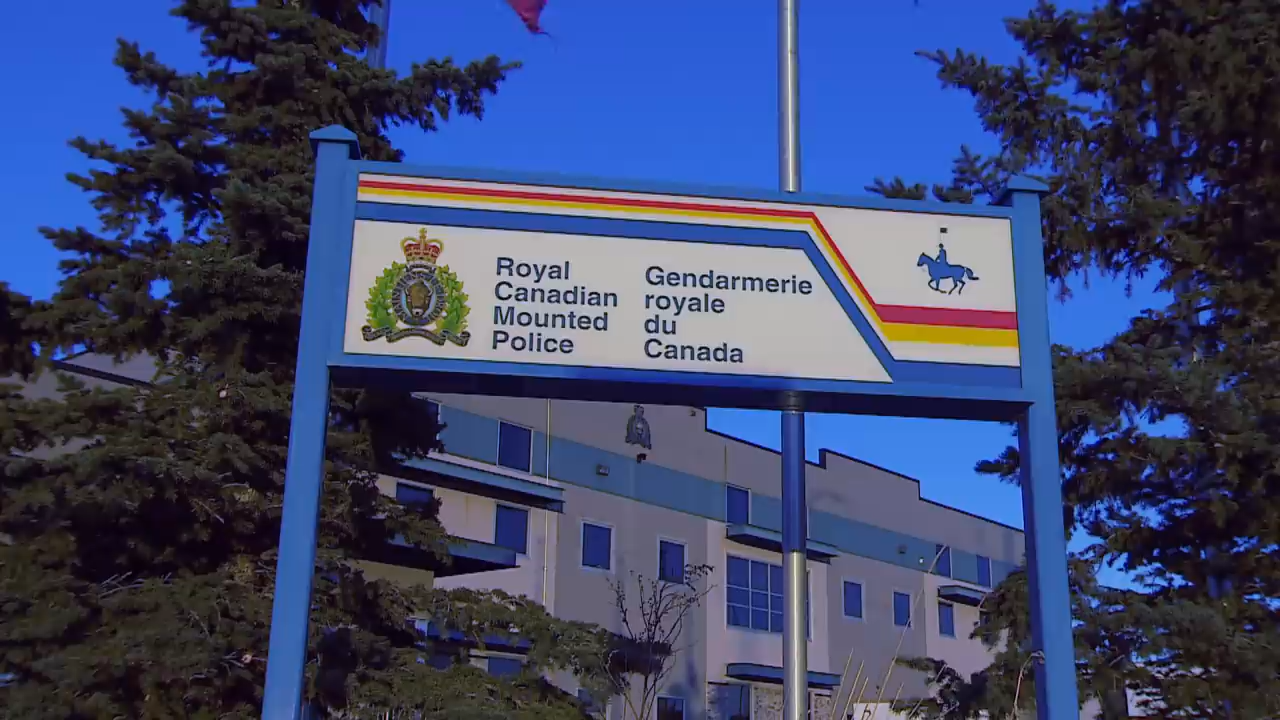 Royal
Canadian
Mounted
Police
Gendarmerie
royale
du
Canada